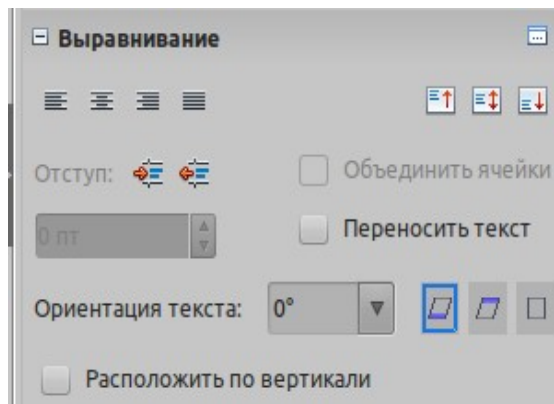 Выравнивание
Отступ:
Объединить ячейки
0 пт
Переносить текст
Ориентация текста:
0°
Расположить по вертикали